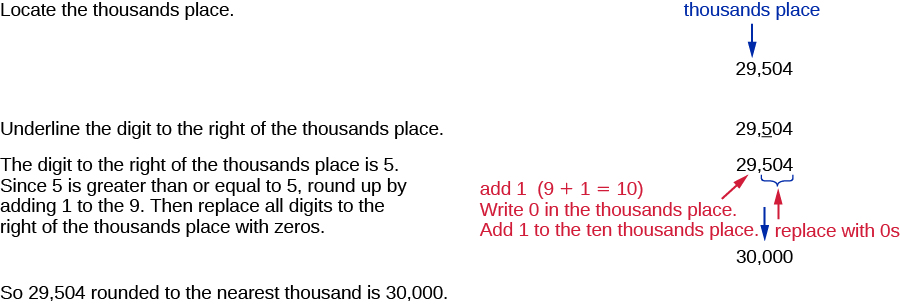 Locate the thousands place.
thousands place
29,504
Underline the digit to the right of the thousands place.
29,504
The digit to the right of the thousands place is 5.
Since 5 is greater than or equal to 5, round up by
adding 1 to the 9. Then replace all digits to the
right of the thousands place with zeros.
29,504
add 1 (9 + 1 = 10)
Write 0 in the thousands place.
Add 1 to the ten thousands place.
replace with 0s
30,000
So 29,504 rounded to the nearest thousand is 30,000.